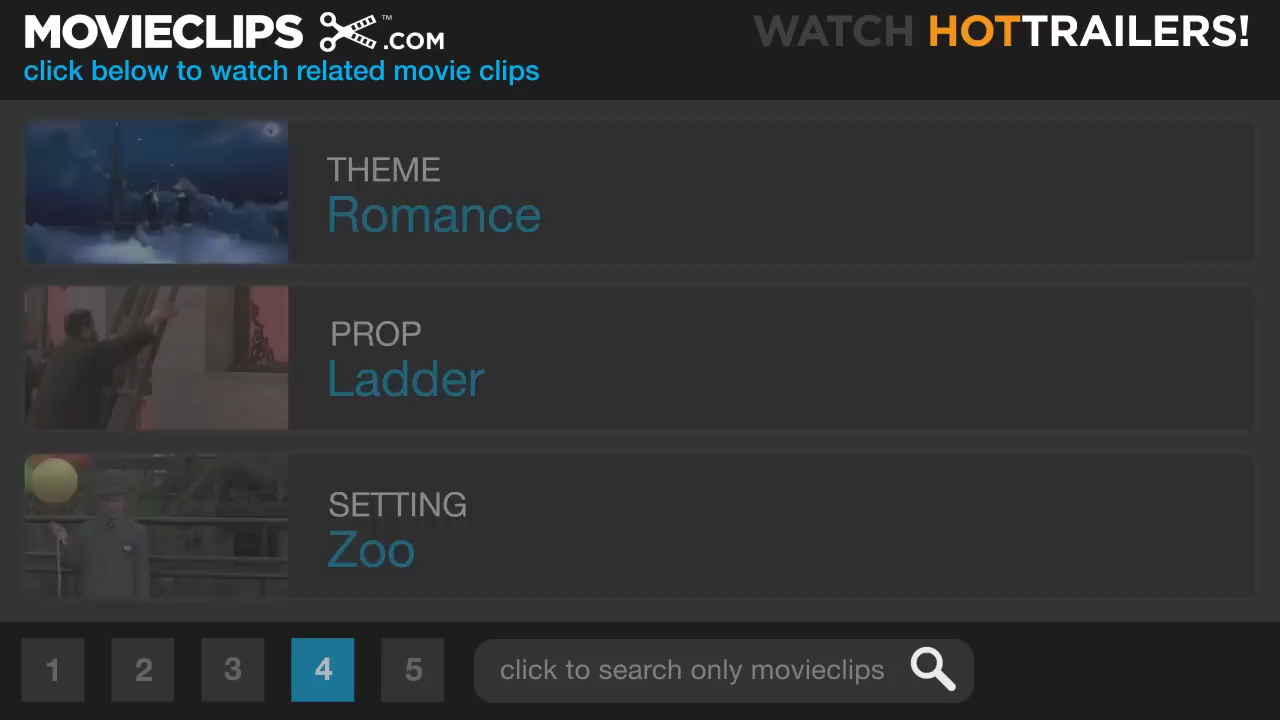 MOVIECLIPS ™ .COM
WATCH HOTTRAILERS!
click below to watch related movie clips
THEME
Romance
PROP
Ladder
SETTING
Zoo
1 2 3 4 5 click to search only movieclips